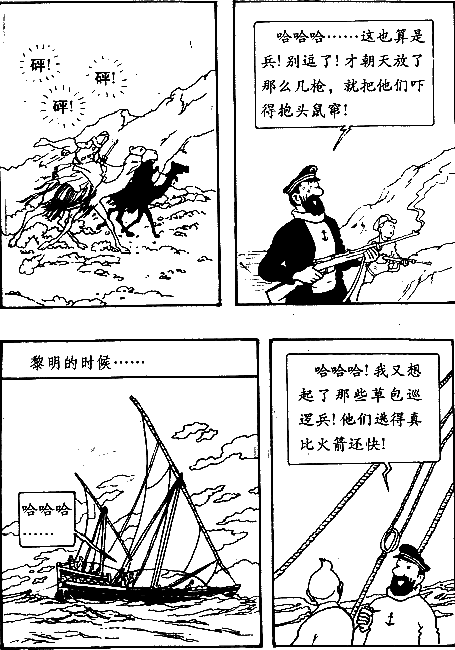 砰!
砰!
砰!
哈哈哈……这也算是
兵!别逗了!才朝天放了
那么几枪，就把他们吓
得抱头鼠窜!
黎明的时候……
哈哈哈
……
哈哈哈!我又想
起了那些草包巡
逻兵!他们逃得真
比火箭还快!